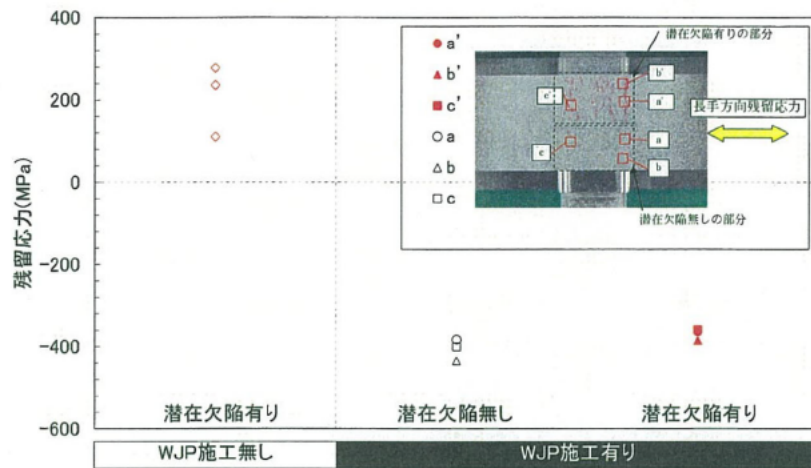 400
200
0
-200
-400
-600
残留応力(MPa)
a'
b'
c'
a
b
c
潜在欠陥有りの部分
b'
a'
c'
長手方向残留応力
a
c
b
潜在欠陥無しの部分
潜在欠陥有り
潜在欠陥無し
潜在欠陥有り
WJP施工無し
WJP施工有り